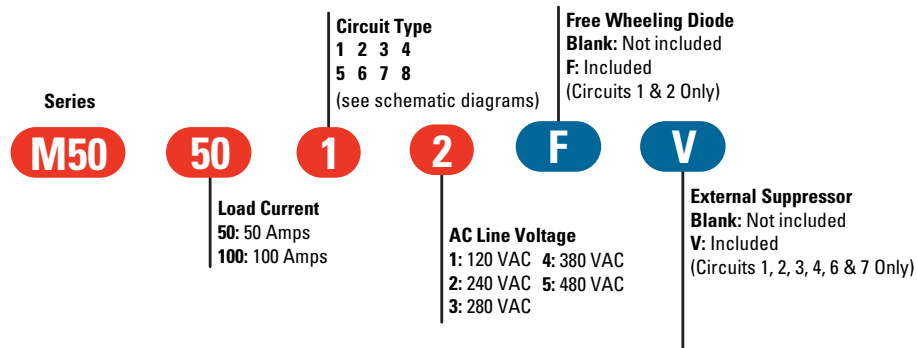 Circuit Type
1 2 3 4
5 6 7 8
(see schematic diagrams)
Free Wheeling Diode
Blank: Not included
F: Included
(Circuits 1 & 2 Only)
Series
M50 50 1 2 F V
Load Current
50: 50 Amps
100: 100 Amps
AC Line Voltage
1: 120 VAC 4: 380 VAC
2: 240 VAC 5: 480 VAC
3: 280 VAC
External Suppressor
Blank: Not included
V: Included
(Circuits 1, 2, 3, 4, 6 & 7 Only)